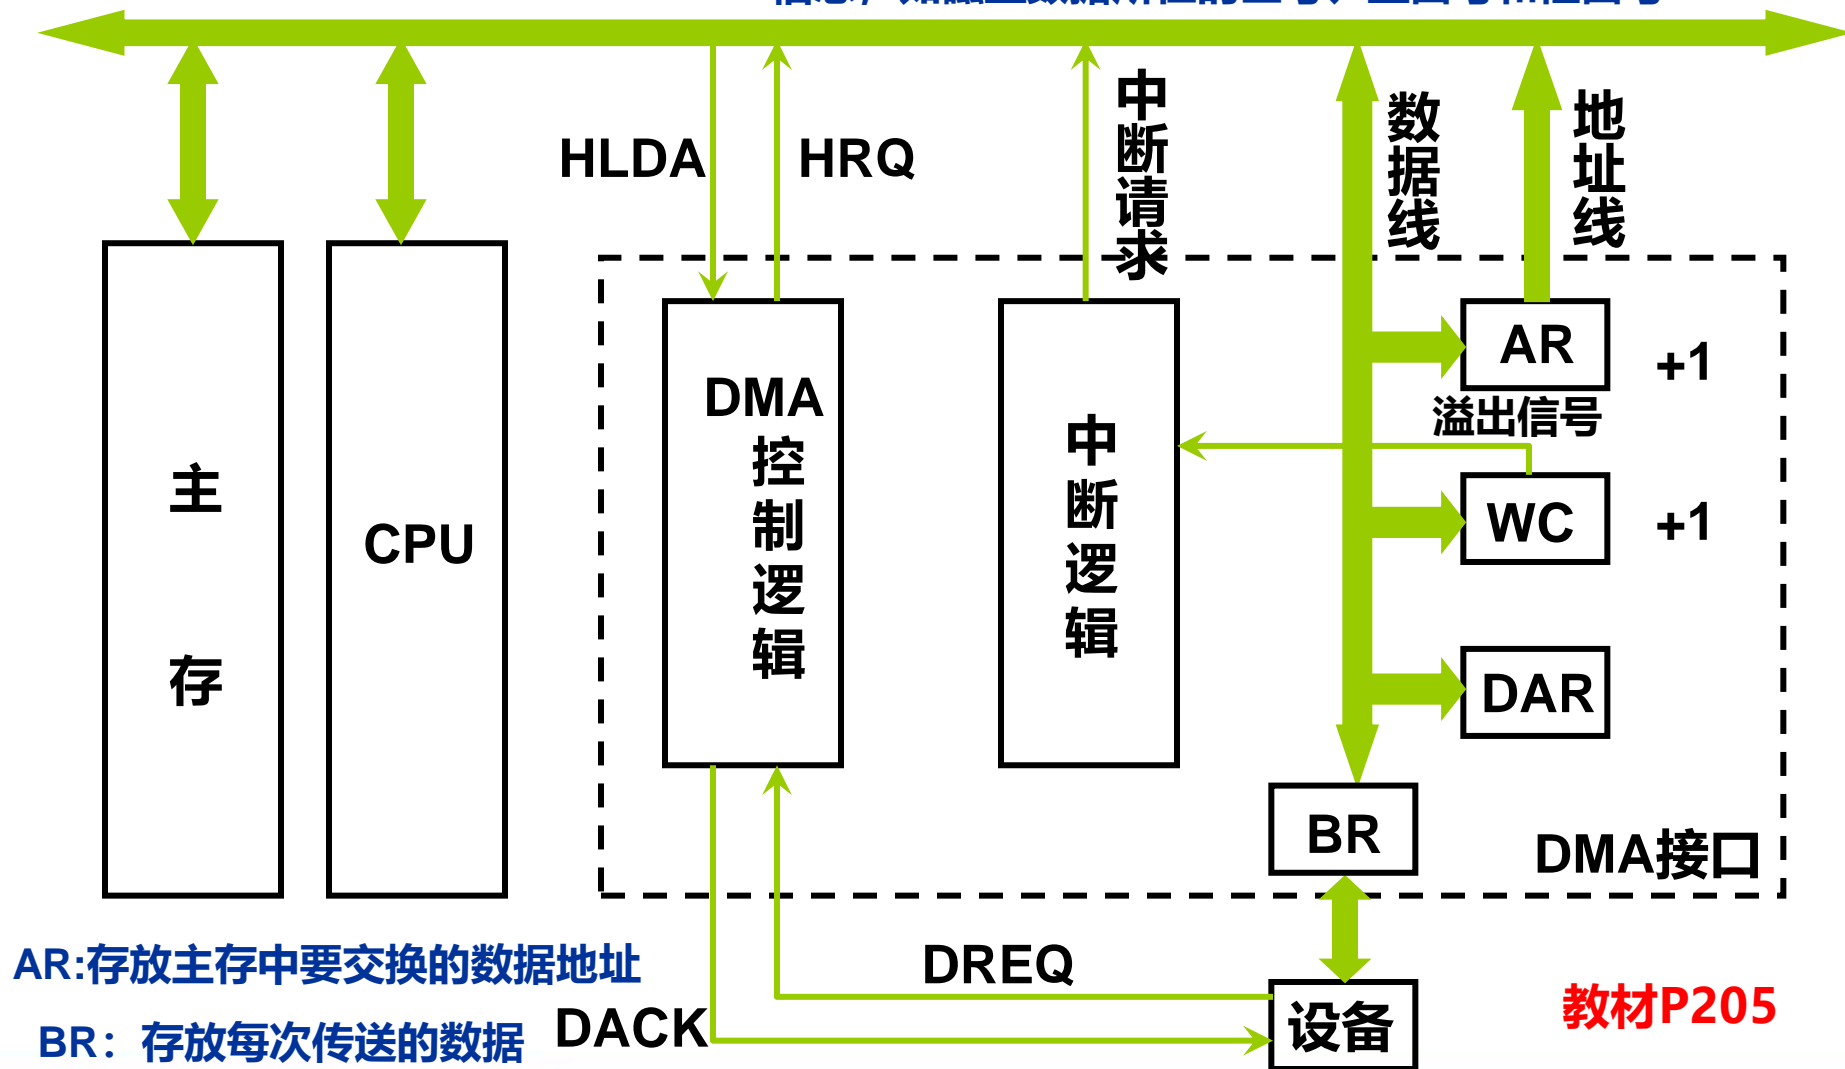 HLDA
HRQ
中断请求
数据线
地址线
主存
CPU
DMA
控制逻辑
中断逻辑
AR
+1
溢出信号
WC
+1
DAR
BR
DMA接口
AR:存放主存中要交换的数据地址
DREQ
DACK
设备
BR：存放每次传送的数据
教材P205